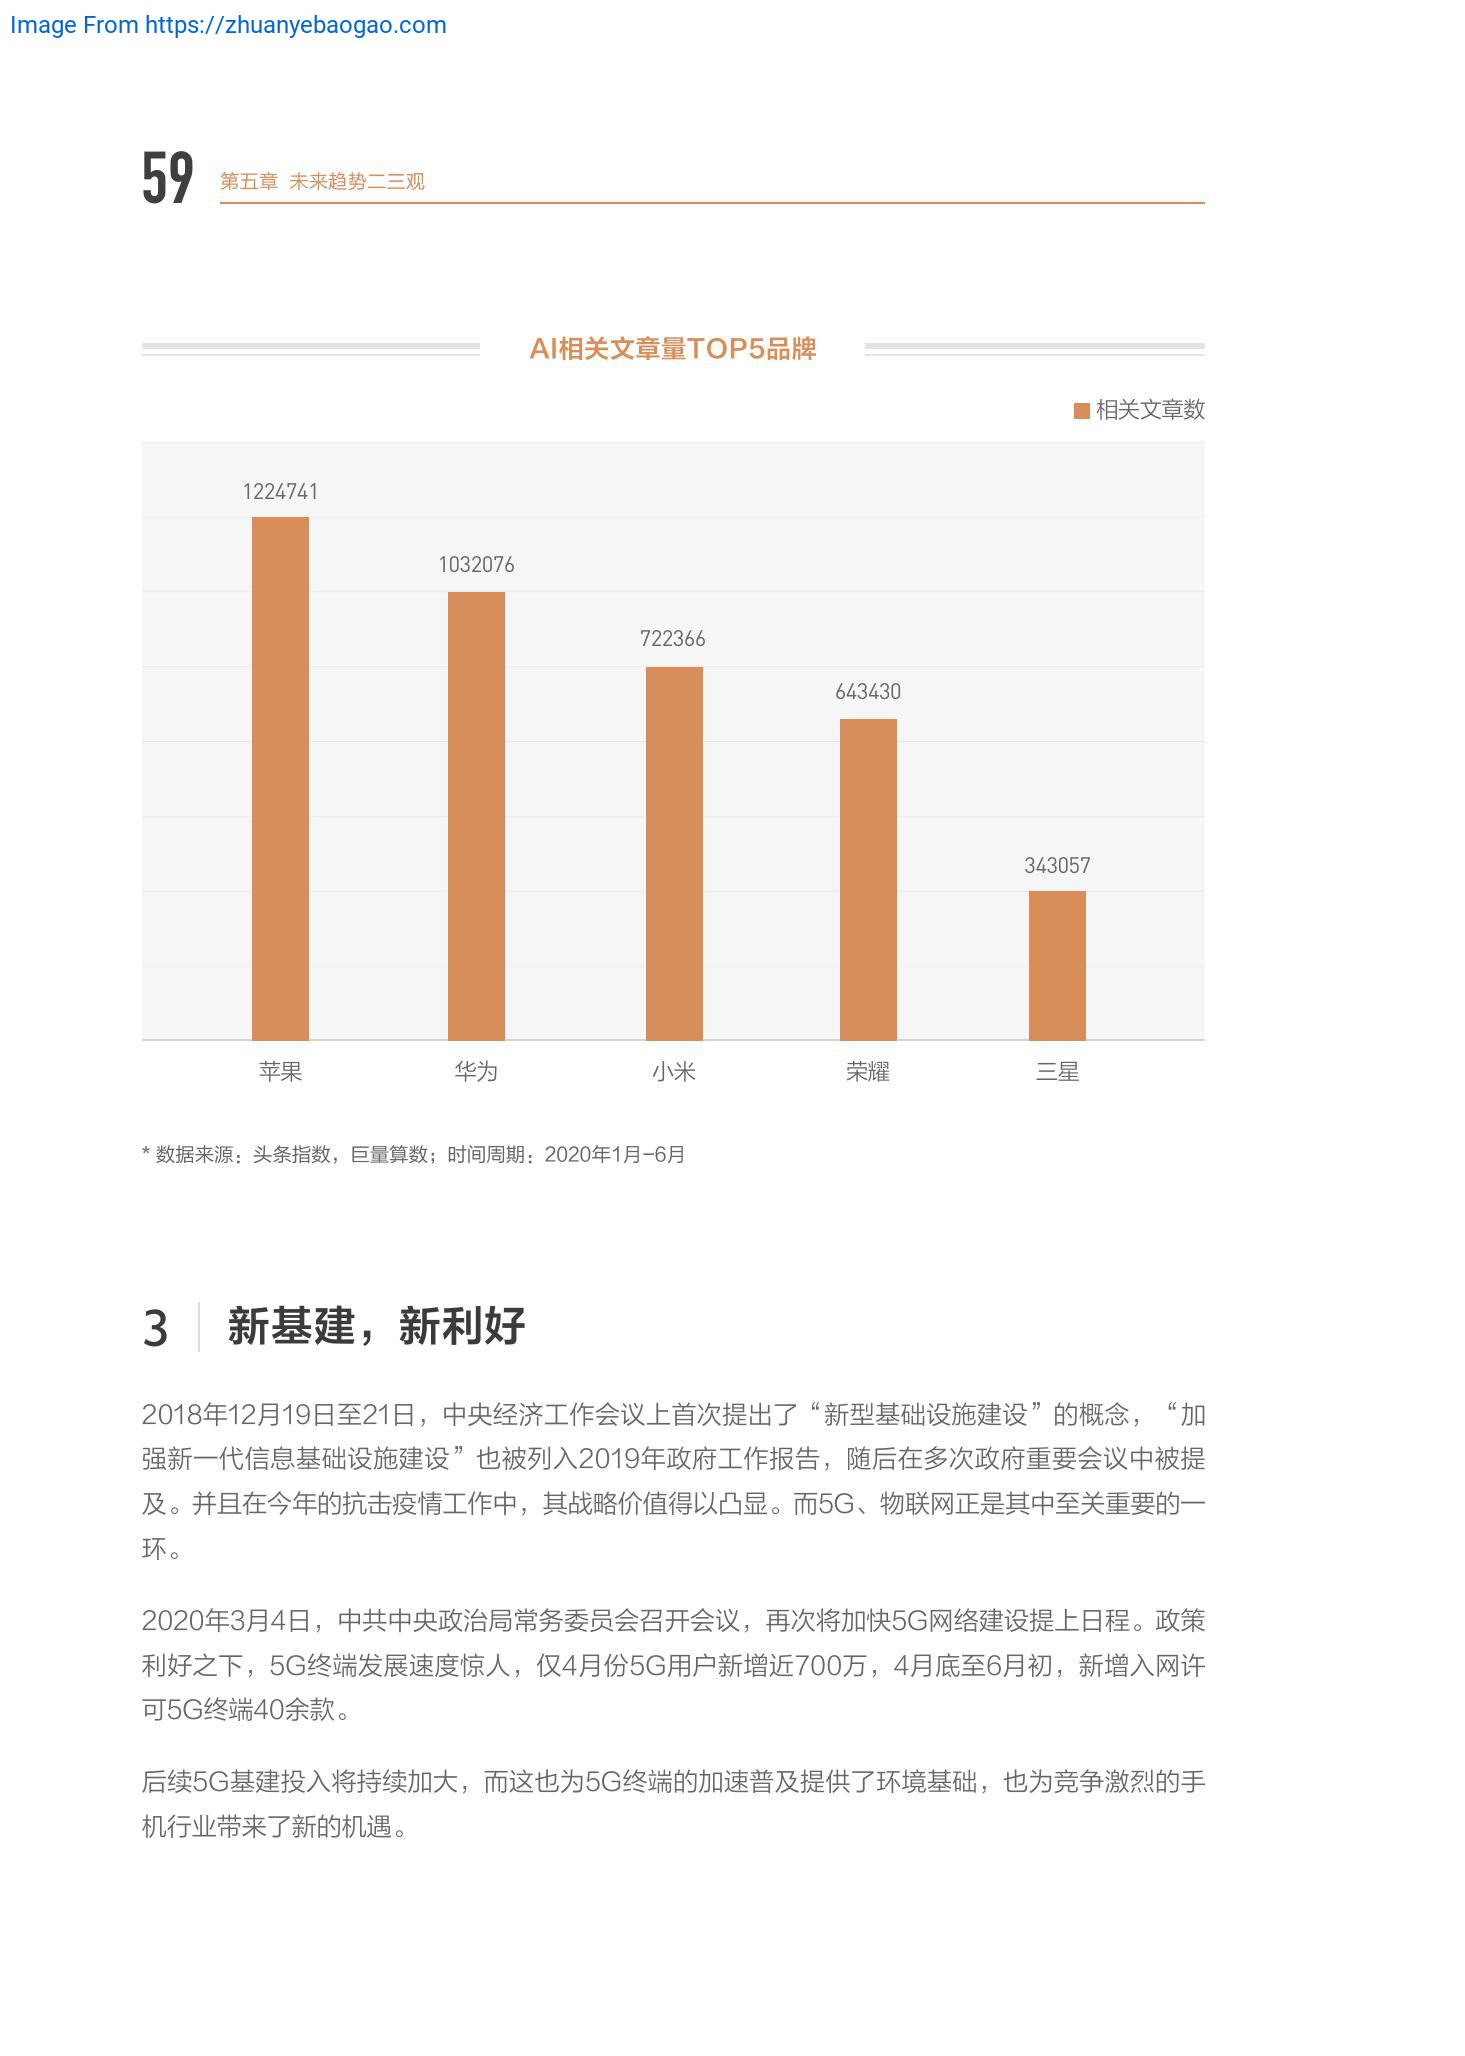 Image From https://zhuanyebaogao.com
59 第五章 未来趋势二三观
AI相关文章量TOP5品牌
相关文章数
1224741
1032076
722366
643430
343057
苹果 华为 小米 荣耀 三星
* 数据来源：头条指数，巨量算数；时间周期：2020年1月-6月
3 新基建，新利好
2018年12月19日至21日，中央经济工作会议上首次提出了“新型基础设施建设”的概念，“加
强新一代信息基础设施建设”也被列入2019年政府工作报告，随后在多次政府重要会议中被提
及。并且在今年的抗击疫情工作中，其战略价值得以凸显。而5G、物联网正是其中至关重要的一
环。
2020年3月4日，中共中央政治局常务委员会召开会议，再次将加快5G网络建设提上日程。政策
利好之下，5G终端发展速度惊人，仅4月份5G用户新增近700万，4月底至6月初，新增入网许
可5G终端40余款。
后续5G基建投入将持续加大，而这也为5G终端的加速普及提供了环境基础，也为竞争激烈的手
机行业带来了新的机遇。